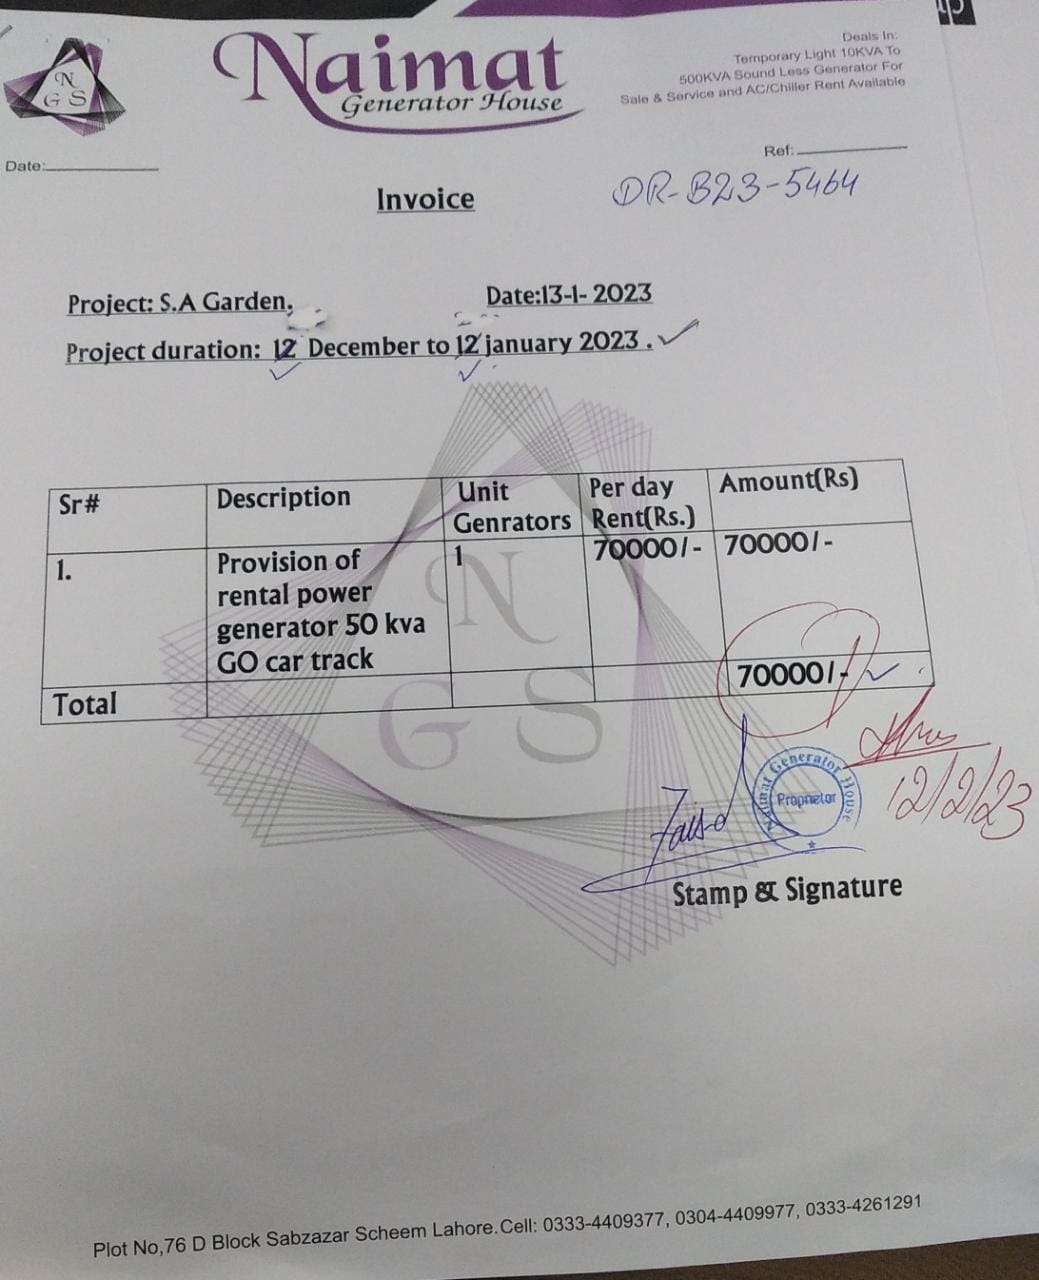 N
G S
Naimat
Generator House
Deals In:
Temporary Light 10KVA To
500KVA Sound Less Generator For
Sale & Service and AC/Chiller Rent Available
Date:
Ref:
Invoice
DR-B23-5464
Project: S.A Garden.
Date:13-1- 2023
Project duration: 12 December to 12 january 2023 .
Sr# Description Unit Genrators Per day Rent(Rs.) Amount(Rs)
1. Provision of 1 70000/- 70000/-
rental power
generator 50 kva
GO car track
Total 70000/-
N
G S
Naimat Generator House
Proprietor
12/2/23
Stamp & Signature
Plot No,76 D Block Sabzazar Scheem Lahore.Cell: 0333-4409377, 0304-4409977, 0333-4261291